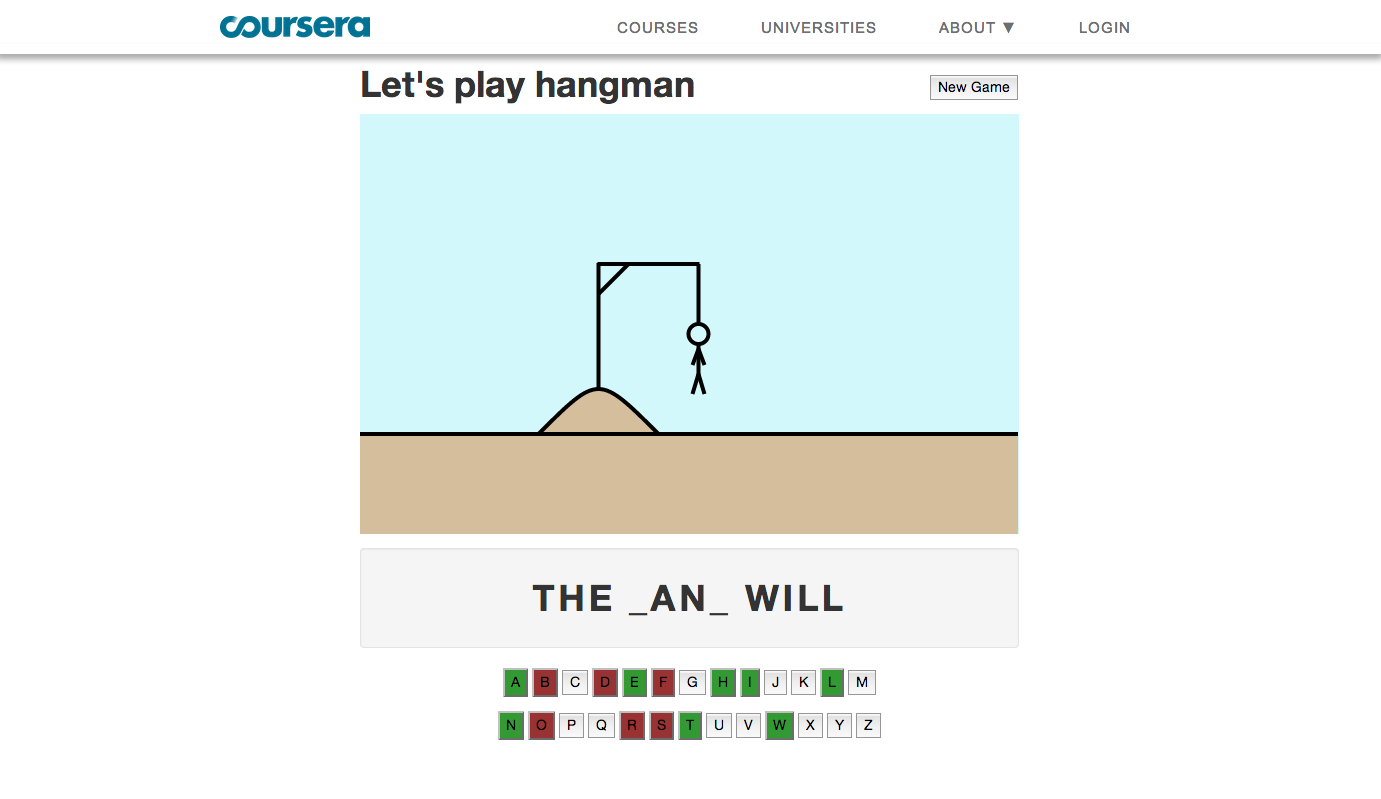 coursera COURSES UNIVERSITIES ABOUT ▼ LOGIN
Let's play hangman New Game
THE _AN_ WILL
A B C D E F G H I J K L M
N O P Q R S T U V W X Y Z